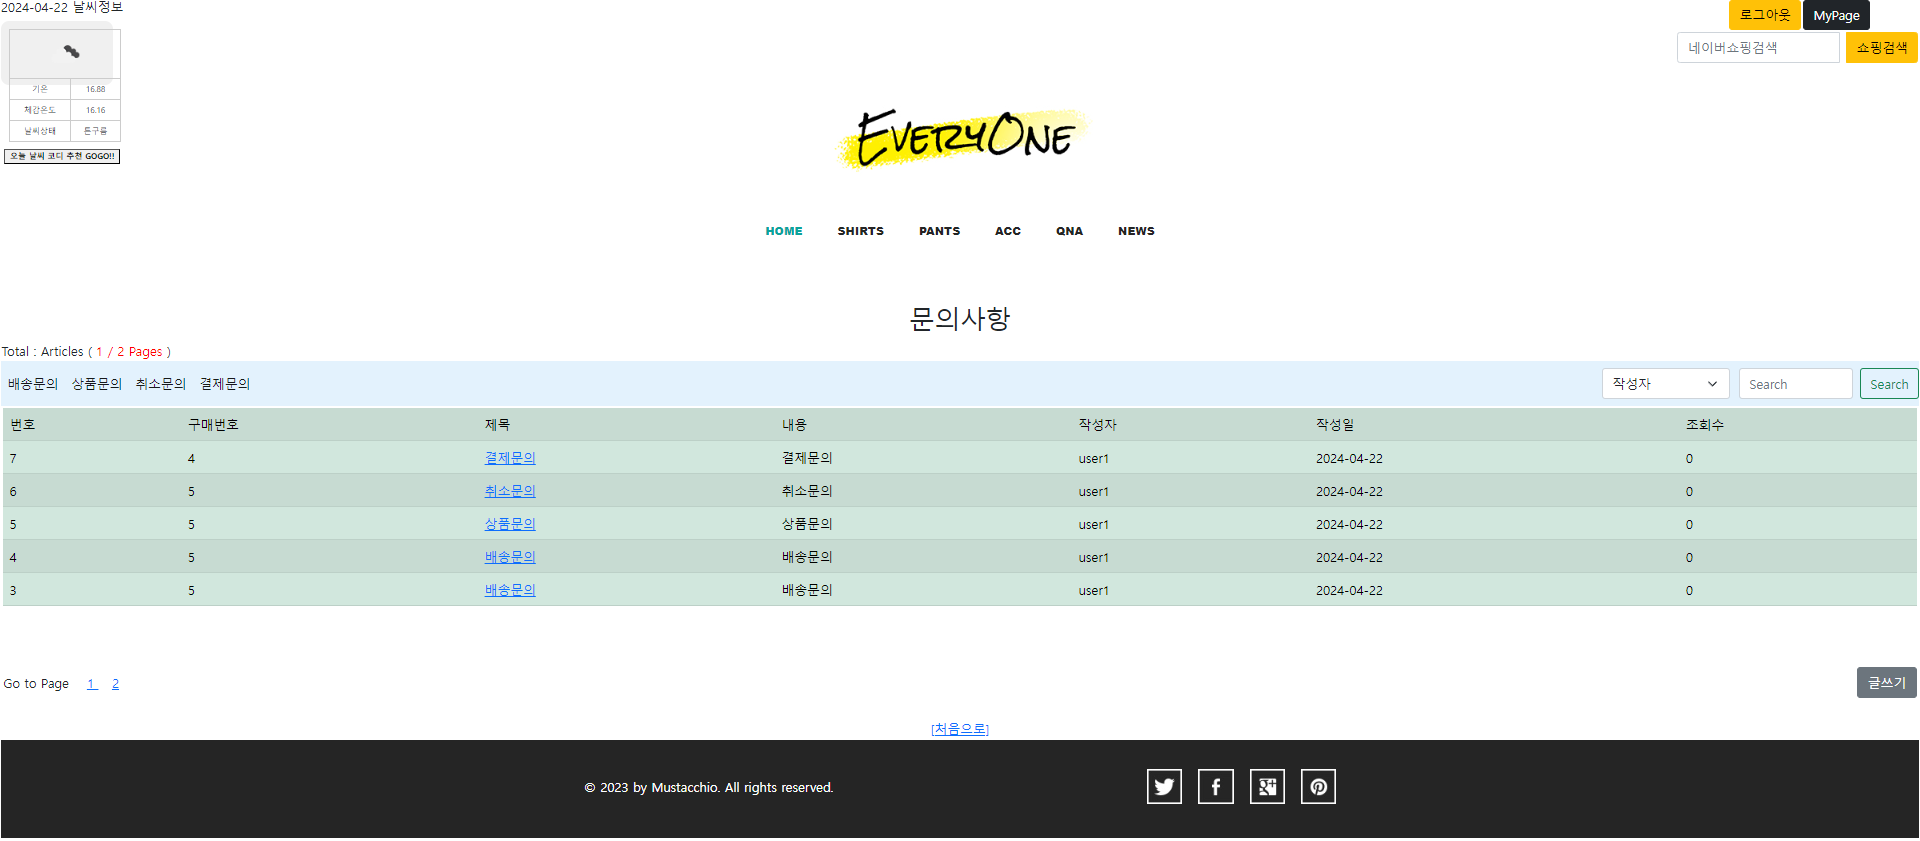 2024-04-22 날씨정보
로그아웃 MyPage
네이버쇼핑검색 쇼핑검색
기온 16.88
체감온도 16.16
날씨상태 튼구름
오늘 날씨 코디 추천 GOGO!!
EVERYONE
HOME SHIRTS PANTS ACC QNA NEWS
문의사항
Total : Articles ( 1 / 2 Pages )
배송문의 상품문의 취소문의 결제문의 작성자 Search Search
번호 구매번호 제목 내용 작성자 작성일 조회수
7 4 결제문의 결제문의 user1 2024-04-22 0
6 5 취소문의 취소문의 user1 2024-04-22 0
5 5 상품문의 상품문의 user1 2024-04-22 0
4 5 배송문의 배송문의 user1 2024-04-22 0
3 5 배송문의 배송문의 user1 2024-04-22 0
Go to Page 1 2 글쓰기
[처음으로]
© 2023 by Mustacchio. All rights reserved.